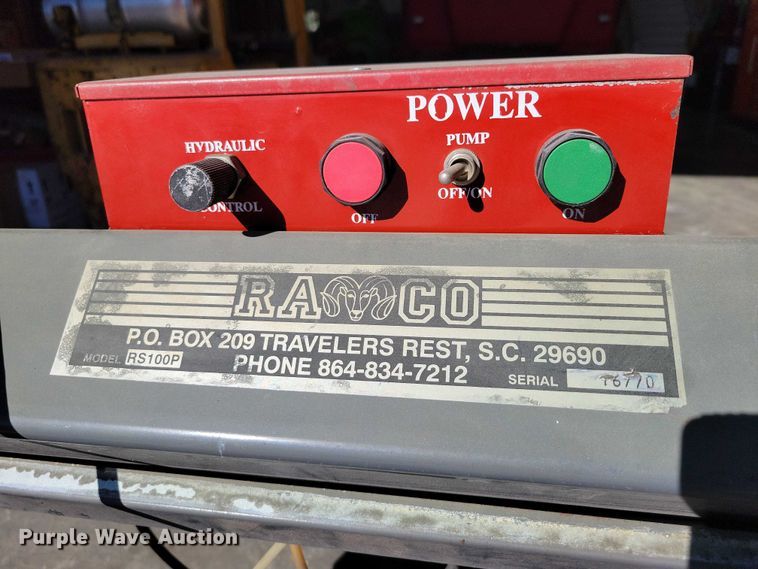 POWER
HYDRAULIC
PUMP
CONTROL
OFF
OFF/ON
ON
RAMCO
P.O. BOX 209 TRAVELERS REST, S.C. 29690
MODEL RS100P PHONE 864-834-7212 SERIAL
Purple Wave Auction